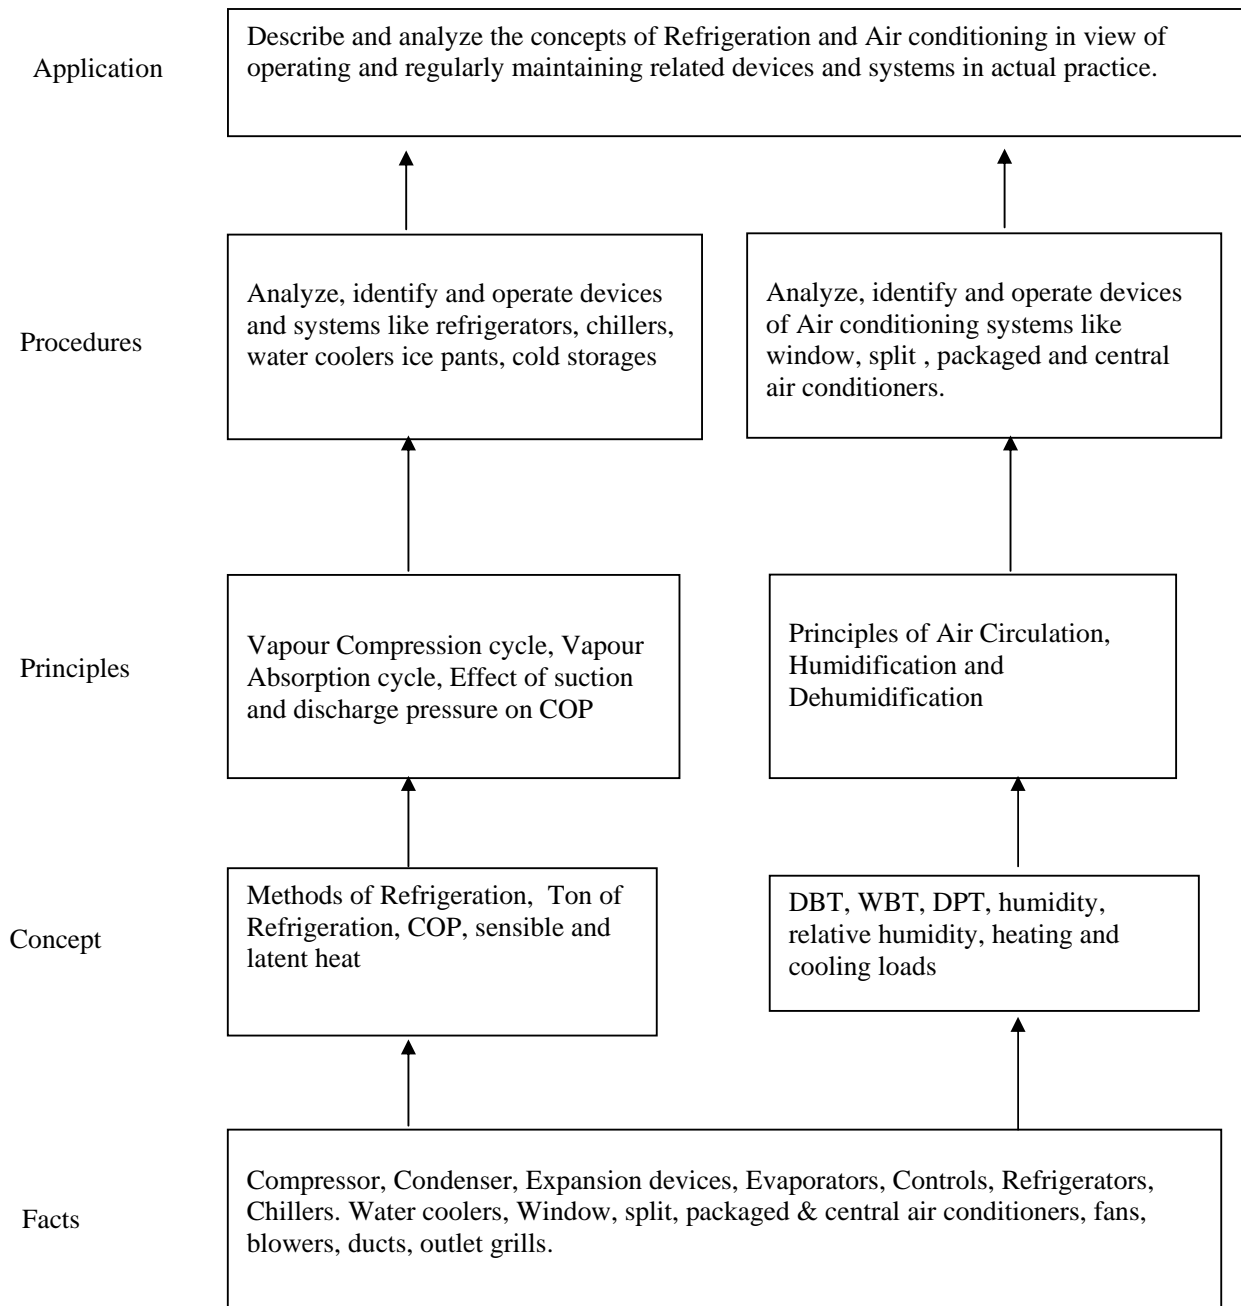 Application
Describe and analyze the concepts of Refrigeration and Air conditioning in view of
operating and regularly maintaining related devices and systems in actual practice.
Procedures
Analyze, identify and operate devices
and systems like refrigerators, chillers,
water coolers ice pants, cold storages
Analyze, identify and operate devices
of Air conditioning systems like
window, split , packaged and central
air conditioners.
Principles
Vapour Compression cycle, Vapour
Absorption cycle, Effect of suction
and discharge pressure on COP
Principles of Air Circulation,
Humidification and
Dehumidification
Concept
Methods of Refrigeration,  Ton of
Refrigeration, COP, sensible and
latent heat
DBT, WBT, DPT, humidity,
relative humidity, heating and
cooling loads
Facts
Compressor, Condenser, Expansion devices, Evaporators, Controls, Refrigerators,
Chillers. Water coolers, Window, split, packaged & central air conditioners, fans,
blowers, ducts, outlet grills.